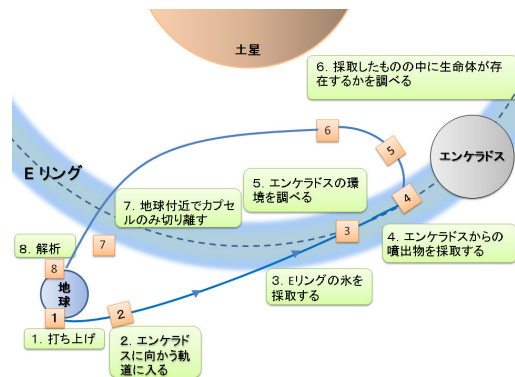 土星
6. 採取したものの中に生命体が存
在するかを調べる
6
5
エンケラドス
Eリング
5. エンケラドスの環
境を調べる
7. 地球付近でカプセ
ルのみ切り離す
4
3
7
4. エンケラドスからの
噴出物を採取する
8. 解析
8
地
球
3. Eリングの氷を
採取する
1
2
1. 打ち上げ
2. エンケラド
スに向かう軌
道に入る